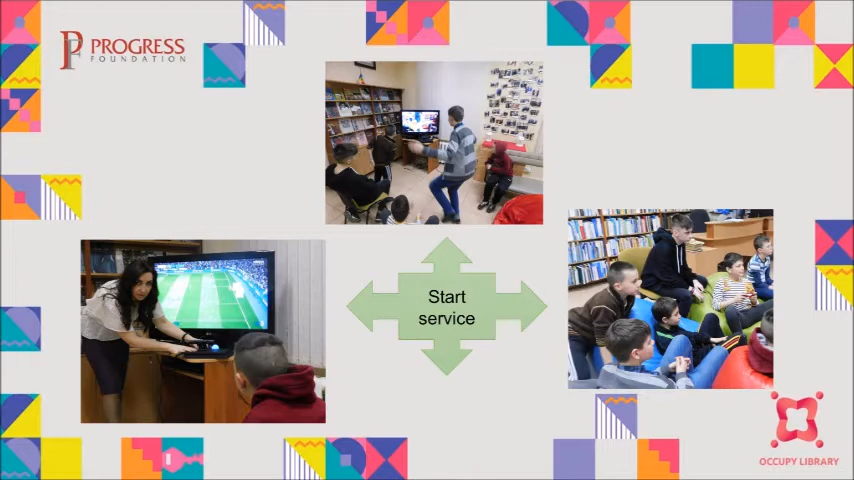 PROGRESS
FOUNDATION
Start
service
OCCUPY LIBRARY